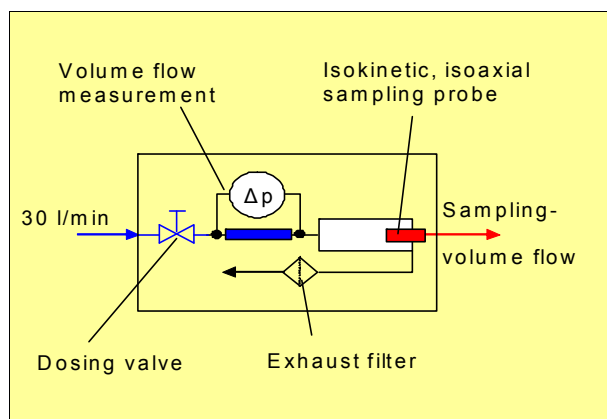 Volume flow
measurement
Isokinetic, isoaxial
sampling probe
30 l/min
Δp
Sampling-
volume flow
Dosing valve
Exhaust filter